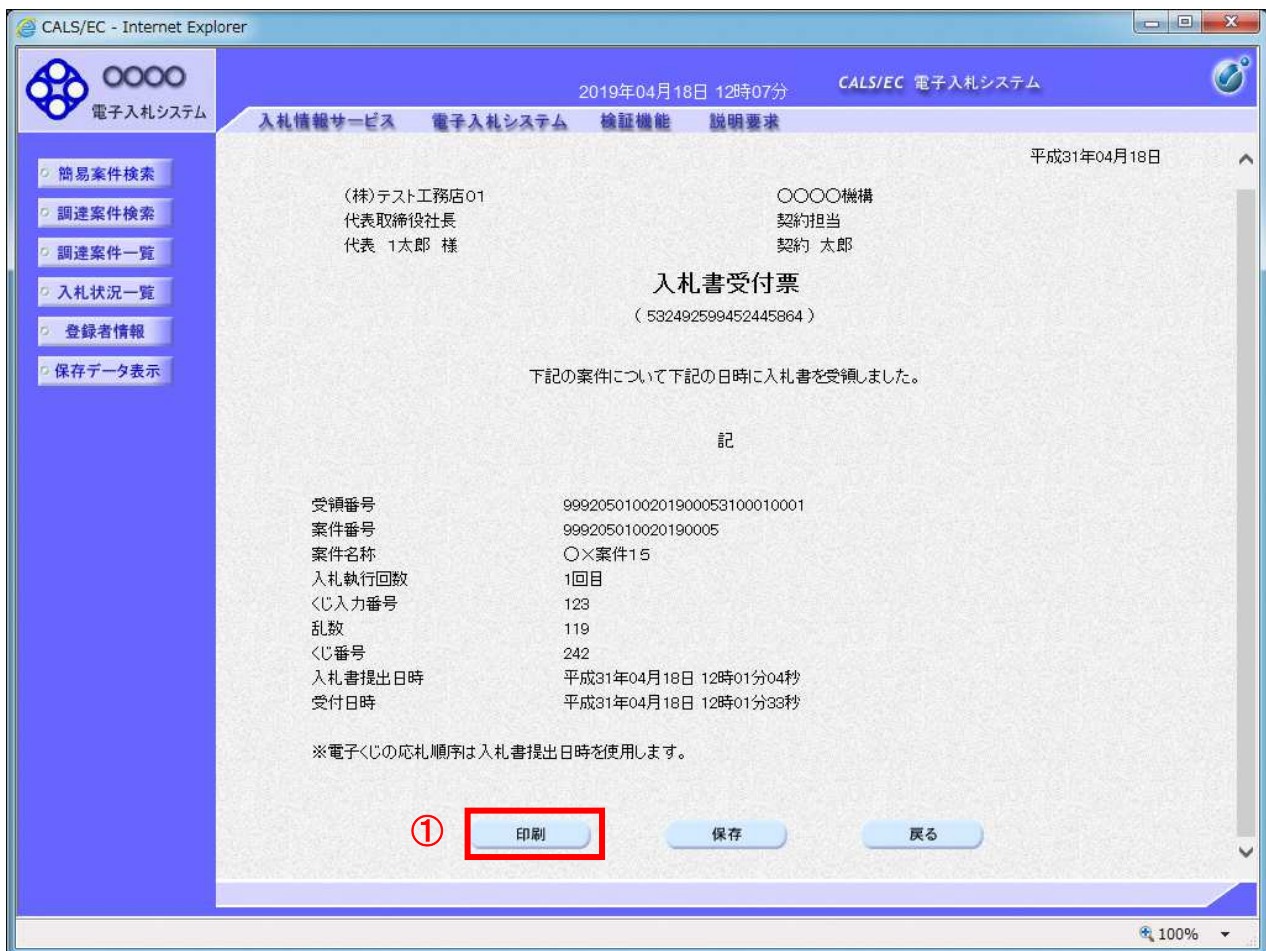 CALS/EC - Internet Explorer
〇〇〇〇
電子入札システム
2019年04月18日 12時07分
CALS/EC 電子入札システム
入札情報サービス 電子入札システム 検証機能 説明要求
簡易案件検索
調達案件検索
調達案件一覧
入札状況一覧
登録者情報
保存データ表示
平成31年04月18日
(株)テスト工務店01 〇〇〇〇機構
代表取締役社長 契約担当
代表 1太郎 様 契約 太郎
入札書受付票
( 532492599452445864 )
下記の案件について下記の日時に入札書を受領しました。
記
受領番号 9992050100201900053100010001
案件番号 999205010020190005
案件名称 〇×案件15
入札執行回数 1回目
くじ入力番号 123
乱数 119
くじ番号 242
入札書提出日時 平成31年04月18日 12時01分04秒
受付日時 平成31年04月18日 12時01分33秒
※電子くじの応札順序は入札書提出日時を使用します。
① 印刷 保存 戻る
100%